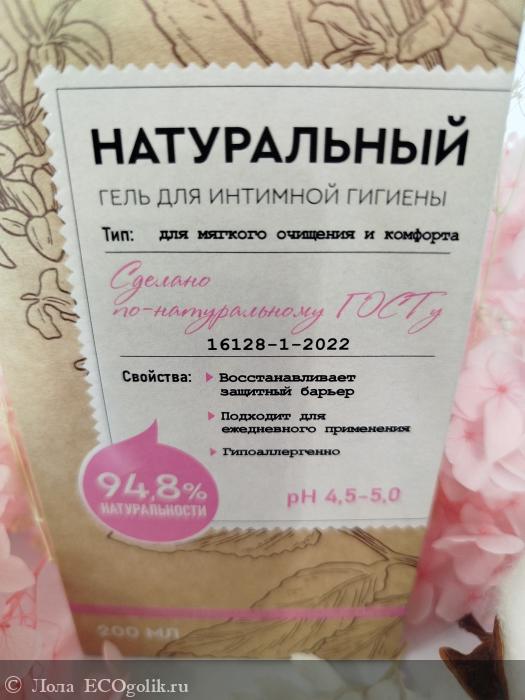 НАТУРАЛЬНЫЙ
ГЕЛЬ ДЛЯ ИНТИМНОЙ ГИГИЕНЫ
Тип: для мягкого очищения и комфорта
Сделано
по-натуральному ГОСТу
16128-1-2022
Свойства: Восстанавливает
защитный барьер
Подходит для
ежедневного применения
Гипоаллергенно
94,8%
НАТУРАЛЬНОСТИ
pH 4,5-5,0
200 МЛ
© Лола ECOgolik.ru